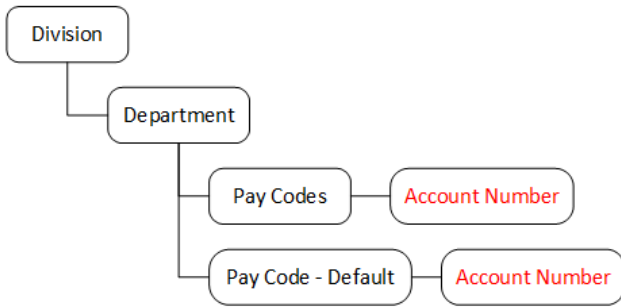 Division
Department
Pay Codes
Account Number
Pay Code - Default
Account Number